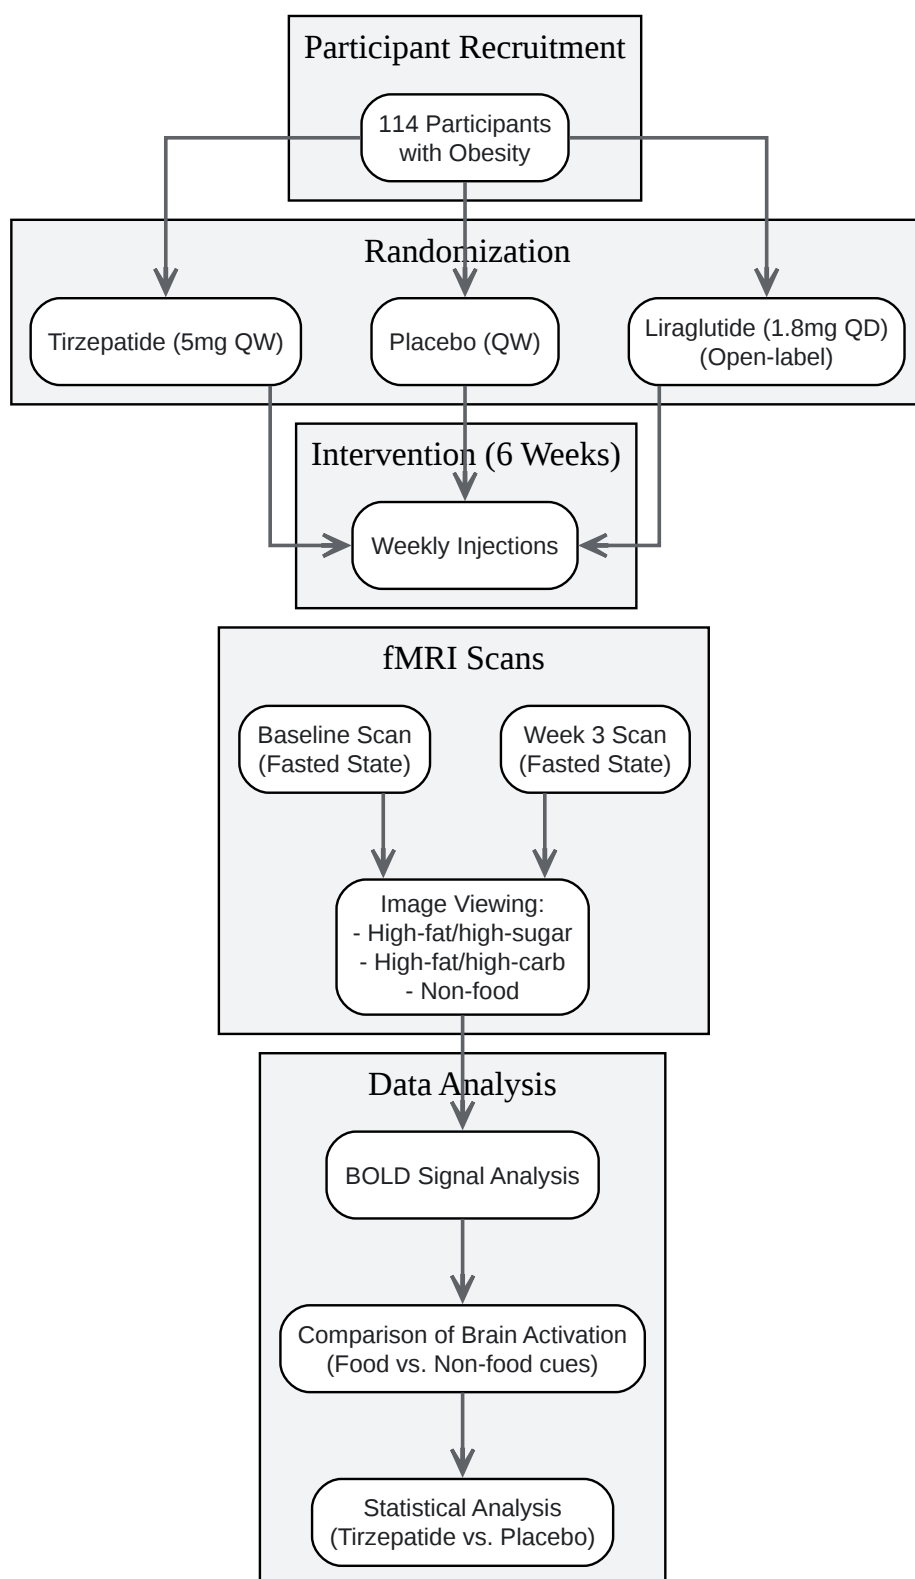 Participant Recruitment
114 Participants
with Obesity
Randomization
Tirzepatide (5mg QW)
Placebo (QW)
Liraglutide (1.8mg QD)
(Open-label)
Intervention (6 Weeks)
Weekly Injections
fMRI Scans
Baseline Scan
(Fasted State)
Week 3 Scan
(Fasted State)
Image Viewing:
- High-fat/high-sugar
- High-fat/high-carb
- Non-food
Data Analysis
BOLD Signal Analysis
Comparison of Brain Activation
(Food vs. Non-food cues)
Statistical Analysis
(Tirzepatide vs. Placebo)